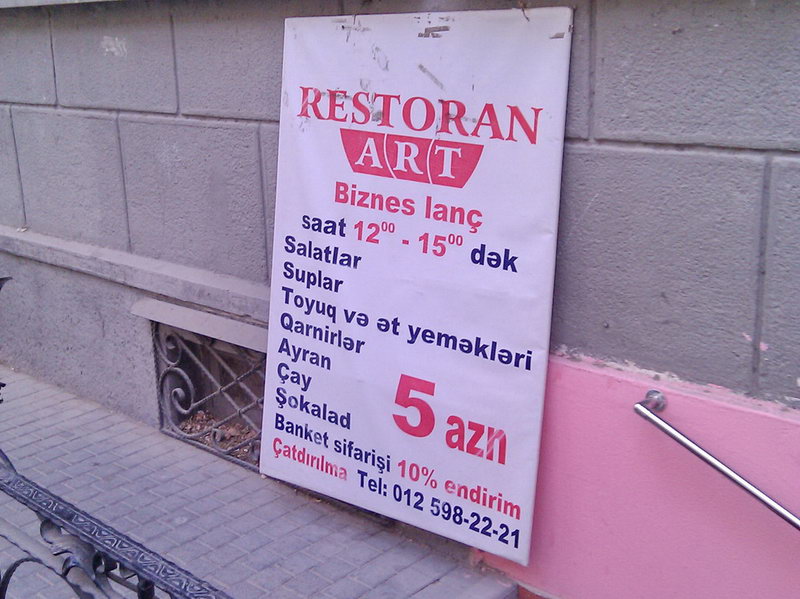 RESTORAN
ART
Biznes lanç
saat 12⁰⁰ - 15⁰⁰ dək
Salatlar
Suplar
Toyuq və ət yeməkləri
Qarnirlər
Ayran
Çay
Şokalad
5 azn
Banket sifarişi 10% endirim
Çatdırılma Tel: 012 598-22-21